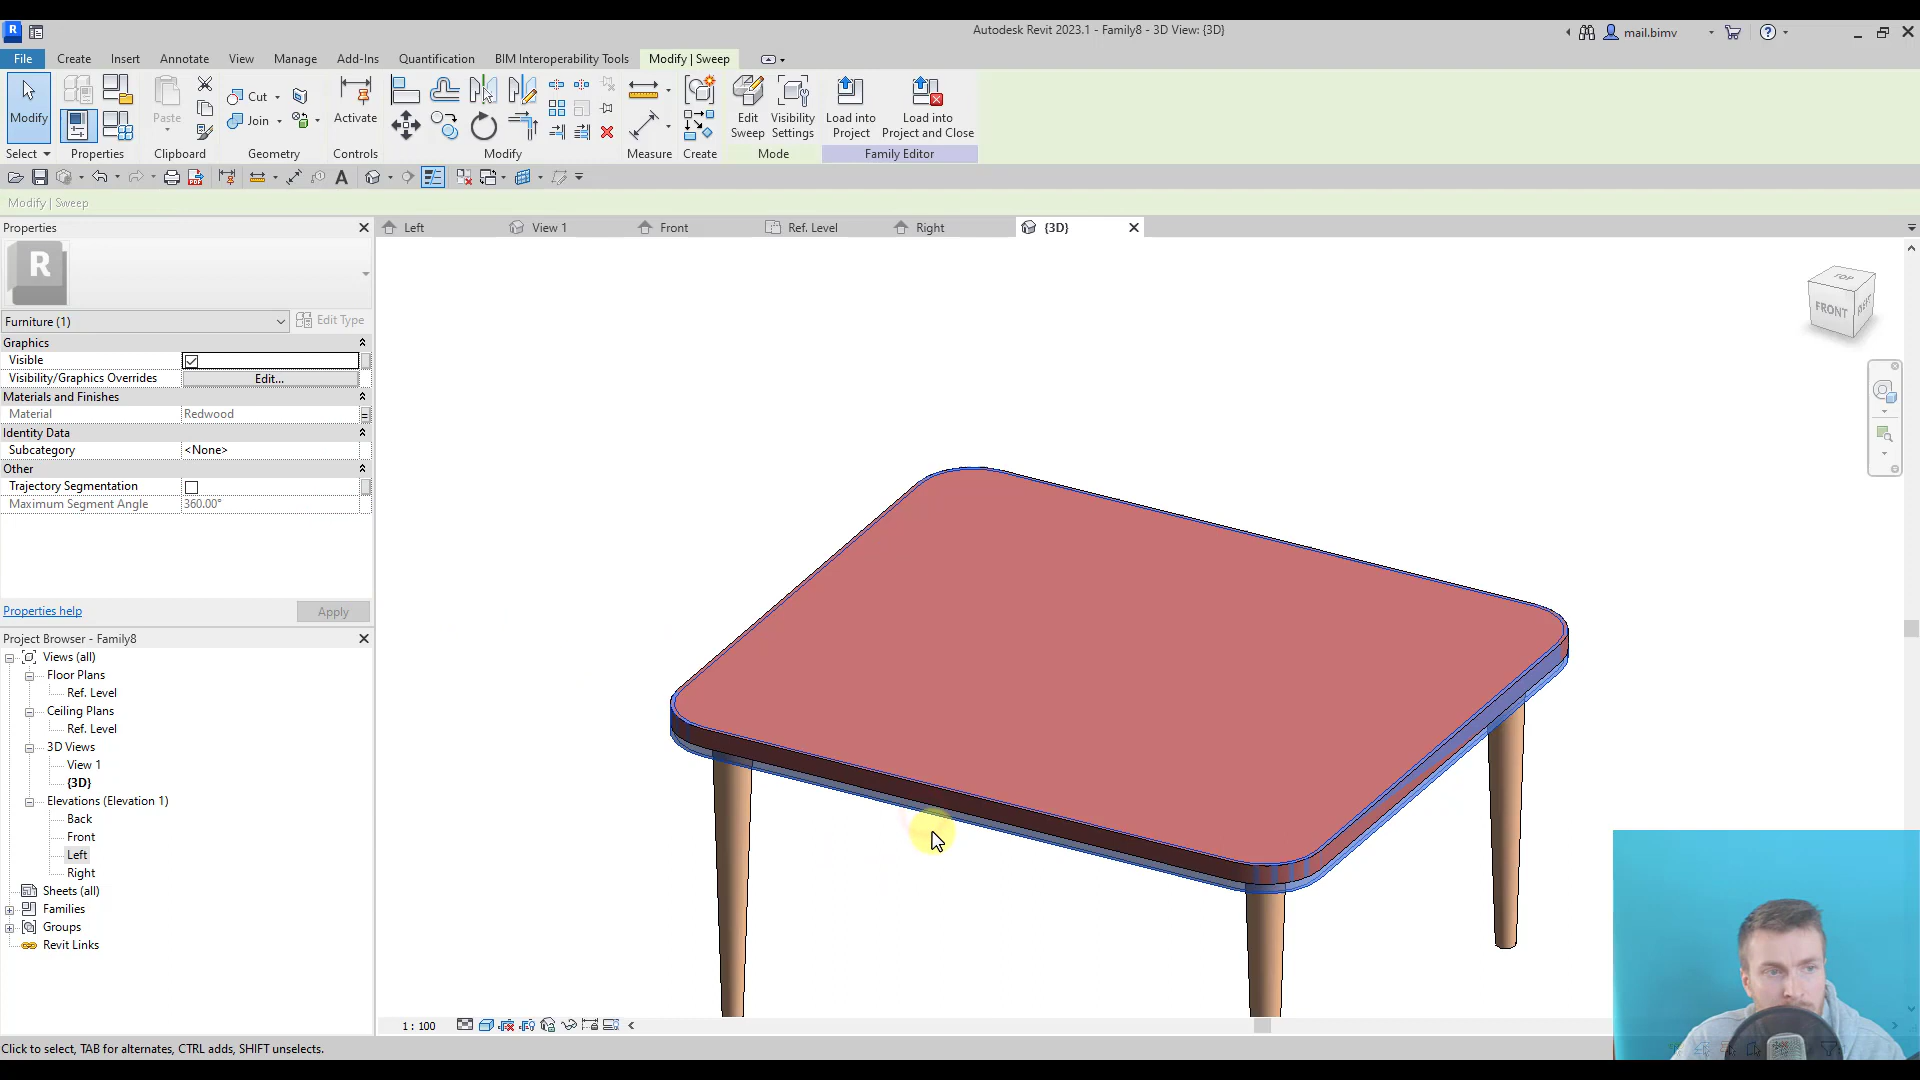 R
Autodesk Revit 2023.1 - Family8 - 3D View: {3D}
mail.bimv
File Create Insert Annotate View Manage Add-Ins Quantification BIM Interoperability Tools Modify | Sweep
Modify
Paste
Cut
Join
Activate
Edit Sweep
Visibility Settings
Load into Project
Load into Project and Close
Select Properties Clipboard Geometry Controls Modify Measure Create Mode Family Editor
A
Modify | Sweep
Properties
Left View 1 Front Ref. Level Right {3D}
R
Furniture (1) Edit Type
Graphics
Visible
Visibility/Graphics Overrides Edit...
Materials and Finishes
Material Redwood =
Identity Data
Subcategory <None>
Other
Trajectory Segmentation
Maximum Segment Angle 360.00°
Properties help Apply
Project Browser - Family8
Views (all)
Floor Plans
Ref. Level
Ceiling Plans
Ref. Level
3D Views
View 1
{3D}
Elevations (Elevation 1)
Back
Front
Left
Right
Sheets (all)
Families
Groups
Revit Links
TOP
FRONT
1 : 100
Click to select, TAB for alternates, CTRL adds, SHIFT unselects.